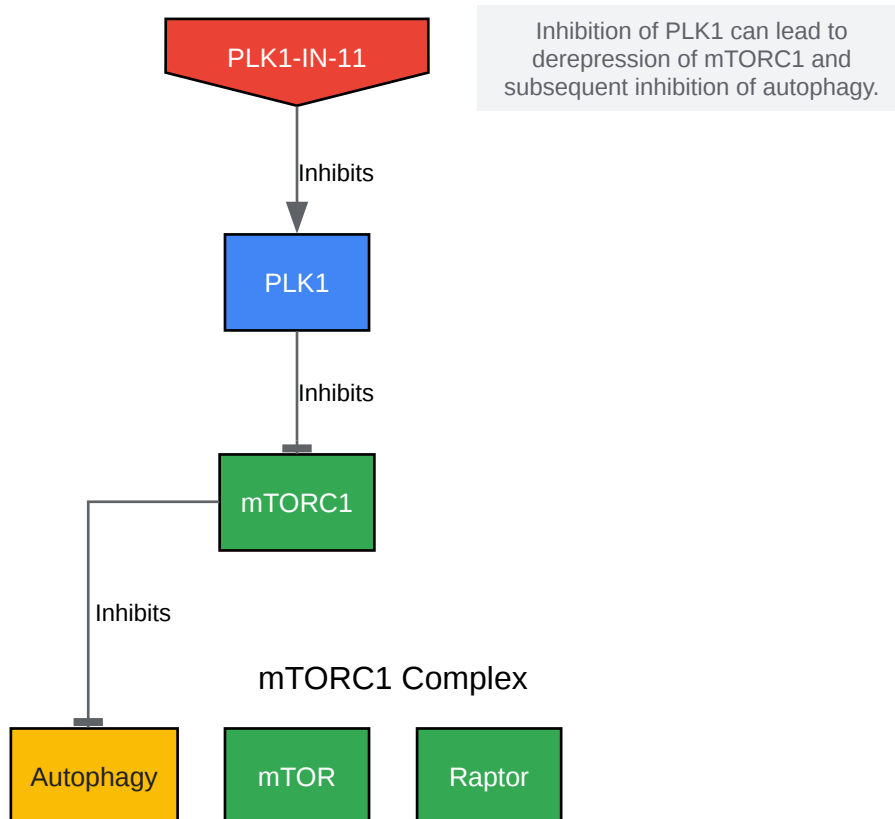 PLK1-IN-11
Inhibition of PLK1 can lead to
derepression of mTORC1 and
subsequent inhibition of autophagy.
Inhibits
PLK1
Inhibits
mTORC1
Inhibits
mTORC1 Complex
Autophagy
mTOR
Raptor